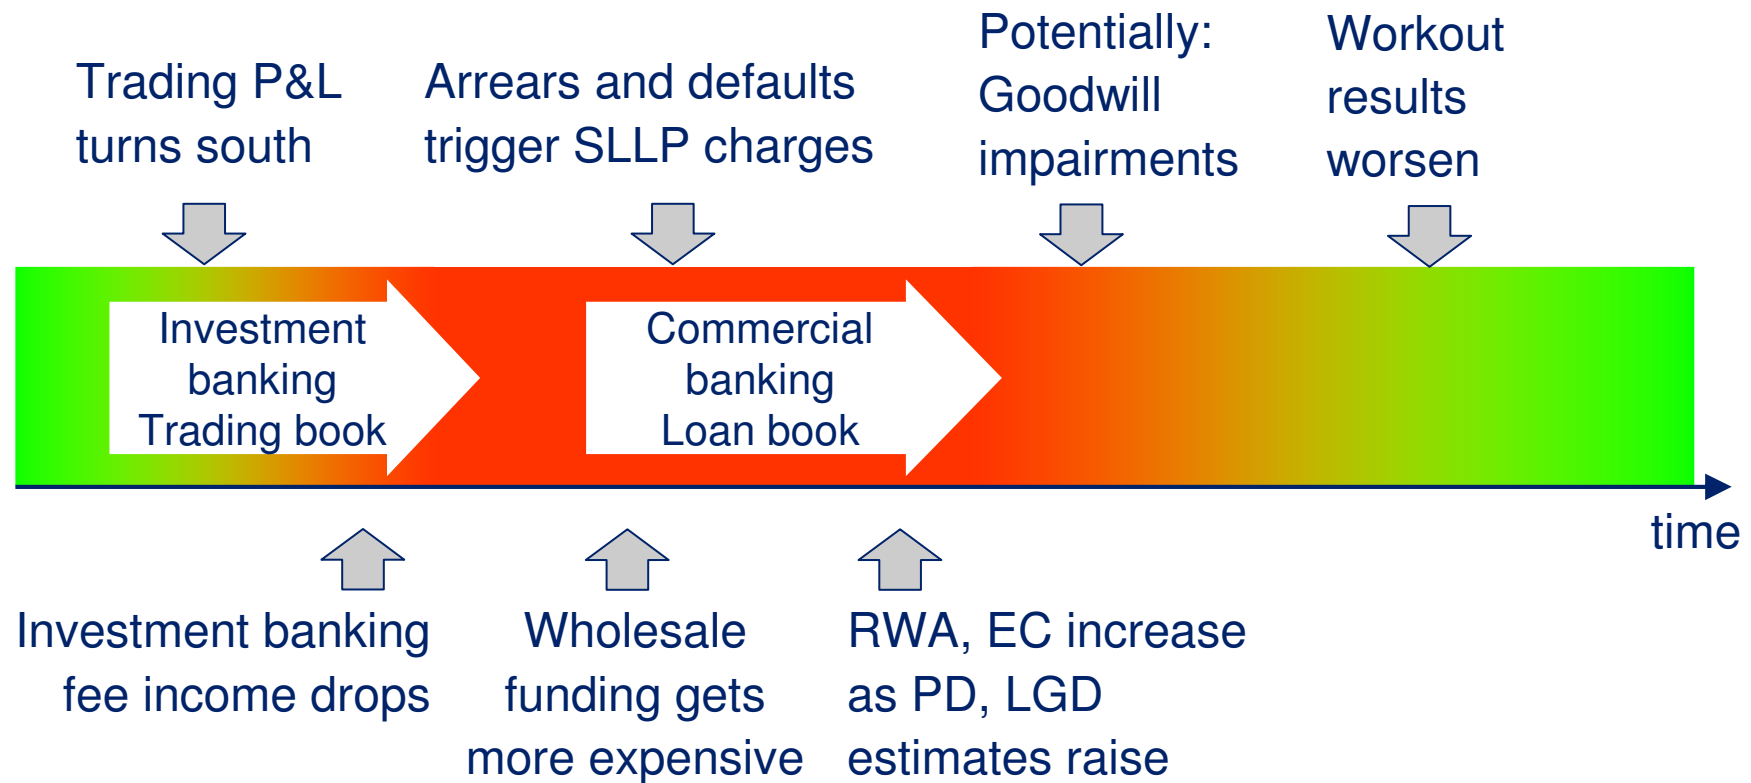 Trading P&L
turns south
Arrears and defaults
trigger SLLP charges
Potentially:
Goodwill
impairments
Workout
results
worsen
Investment
banking
Trading book
Commercial
banking
Loan book
time
Investment banking
fee income drops
Wholesale
funding gets
more expensive
RWA, EC increase
as PD, LGD
estimates raise